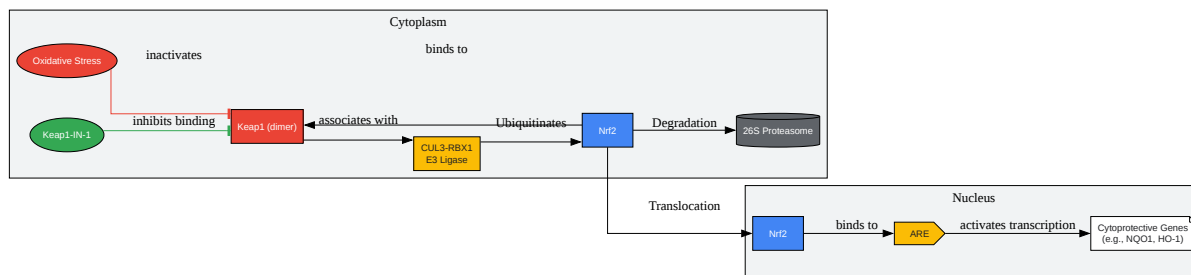 Cytoplasm
Oxidative Stress
inactivates
binds to
Keap1-IN-1
inhibits binding
Keap1 (dimer)
associates with
CUL3-RBX1
E3 Ligase
Ubiquitinates
Nrf2
Degradation
26S Proteasome
Translocation
Nucleus
Nrf2
binds to
ARE
activates transcription
Cytoprotective Genes
(e.g., NQO1, HO-1)